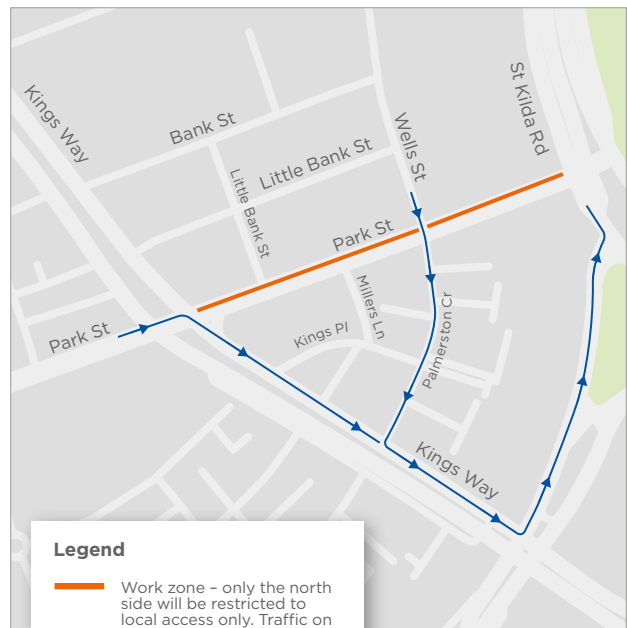 Kings Way
Bank St
Little Bank St
Wells St
St Kilda Rd
Little Bank St
Park St
Millers Ln
Park St
Kings Pl
Palmerston Cr
Kings Way
Legend
Work zone – only the north
side will be restricted to
local access only. Traffic on